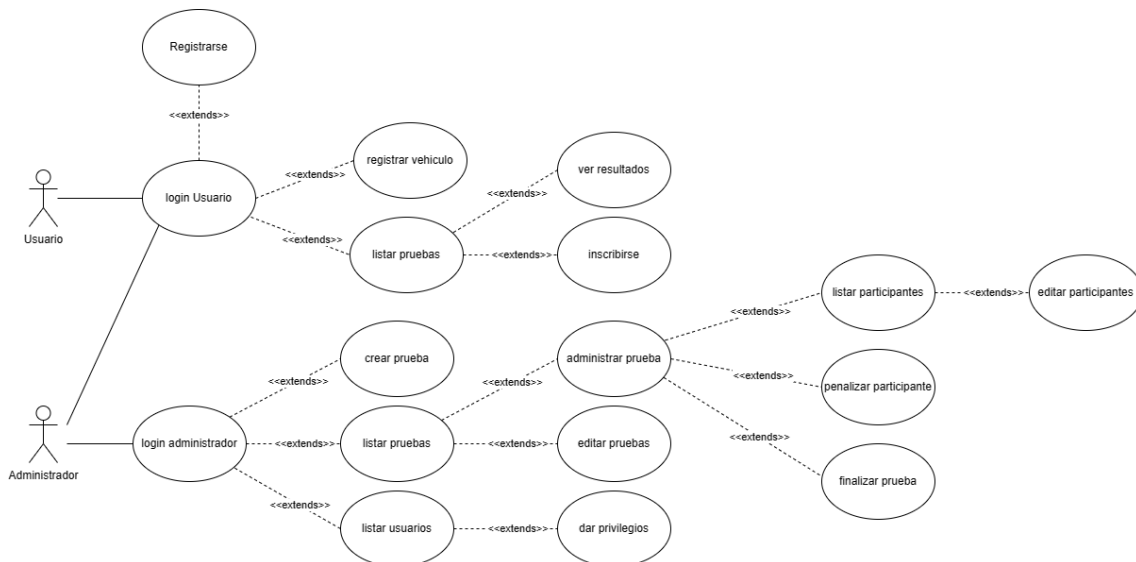 Registrarse
<<extends>>
registrar vehiculo
<<extends>>
ver resultados
<<extends>>
login Usuario
Usuario
<<extends>>
listar pruebas
<<extends>>
inscribirse
listar participantes
<<extends>>
editar participantes
<<extends>>
crear prueba
administrar prueba
<<extends>>
<<extends>>
<<extends>>
penalizar participante
login administrador
<<extends>>
listar pruebas
<<extends>>
editar pruebas
<<extends>>
Administrador
finalizar prueba
<<extends>>
listar usuarios
<<extends>>
dar privilegios